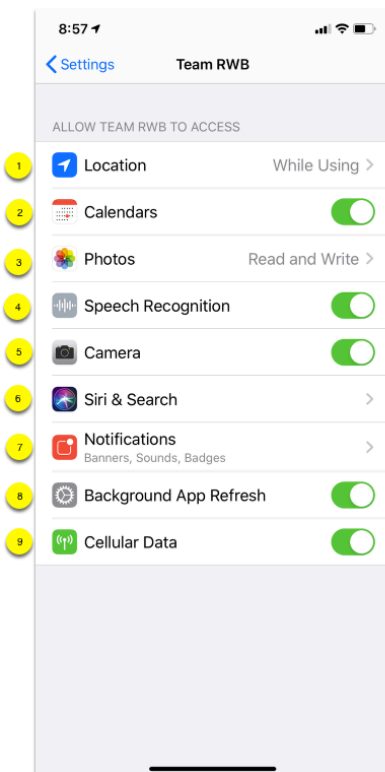 8:57
Settings
Team RWB
ALLOW TEAM RWB TO ACCESS
1 Location While Using
2 Calendars
3 Photos Read and Write
4 Speech Recognition
5 Camera
6 Siri & Search
7 Notifications
Banners, Sounds, Badges
8 Background App Refresh
9 Cellular Data